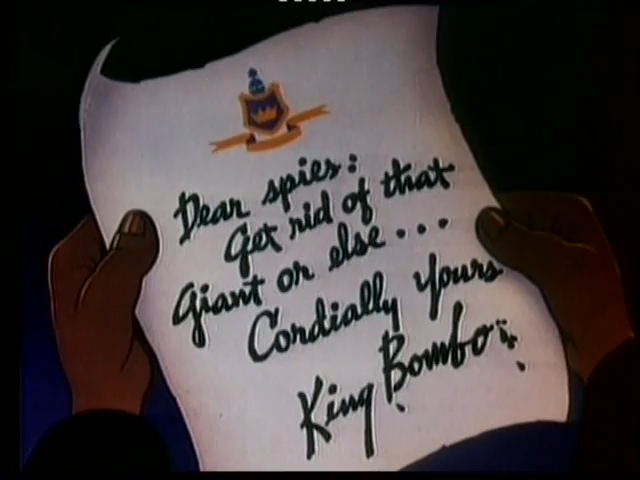 Dear spies:
Get rid of that
Giant or else...
Cordially yours
King Bombo